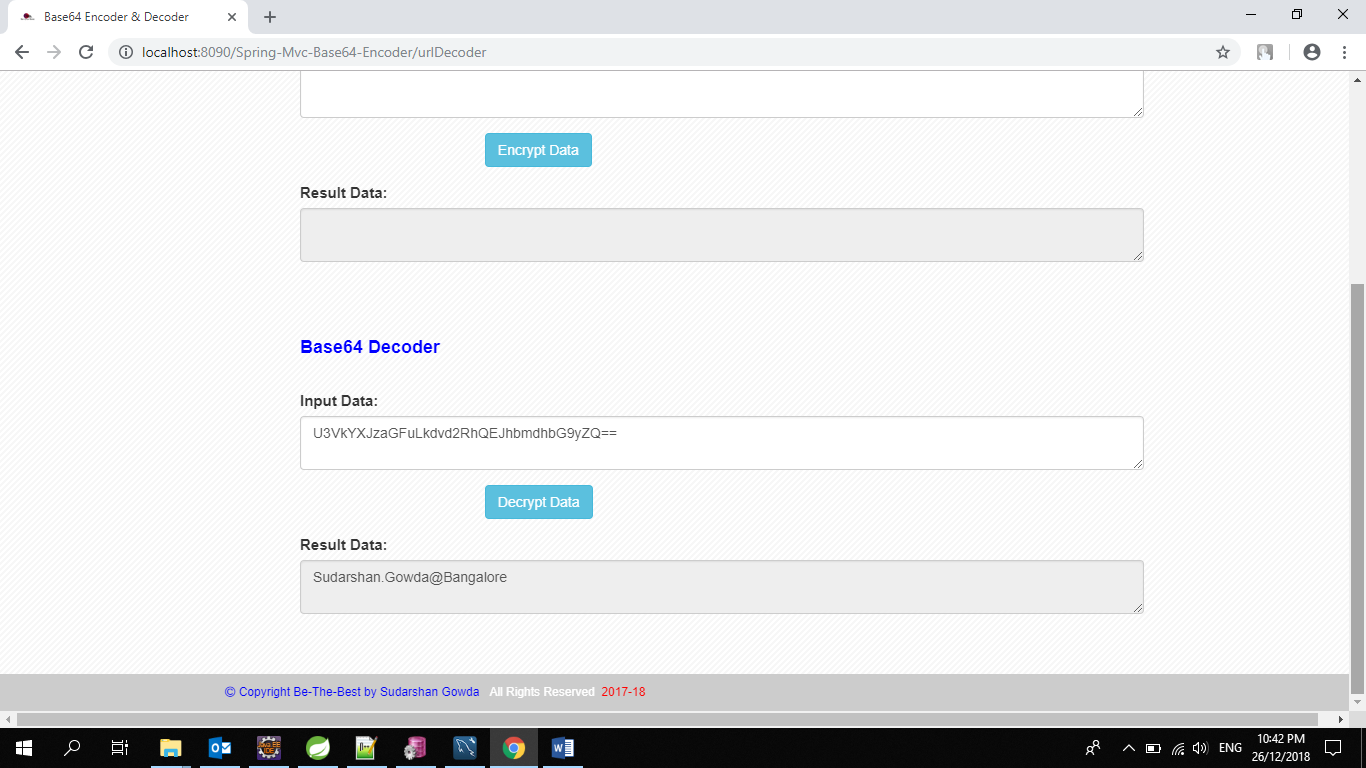 Base64 Encoder & Decoder
localhost:8090/Spring-Mvc-Base64-Encoder/urlDecoder
Encrypt Data
Result Data:
Base64 Decoder
Input Data:
U3VkYXJzaGFuLkdvd2RhQEJhbmdhbG9yZQ==
Decrypt Data
Result Data:
Sudarshan.Gowda@Bangalore
© Copyright Be-The-Best by Sudarshan Gowda All Rights Reserved 2017-18
ENG
10:42 PM
26/12/2018